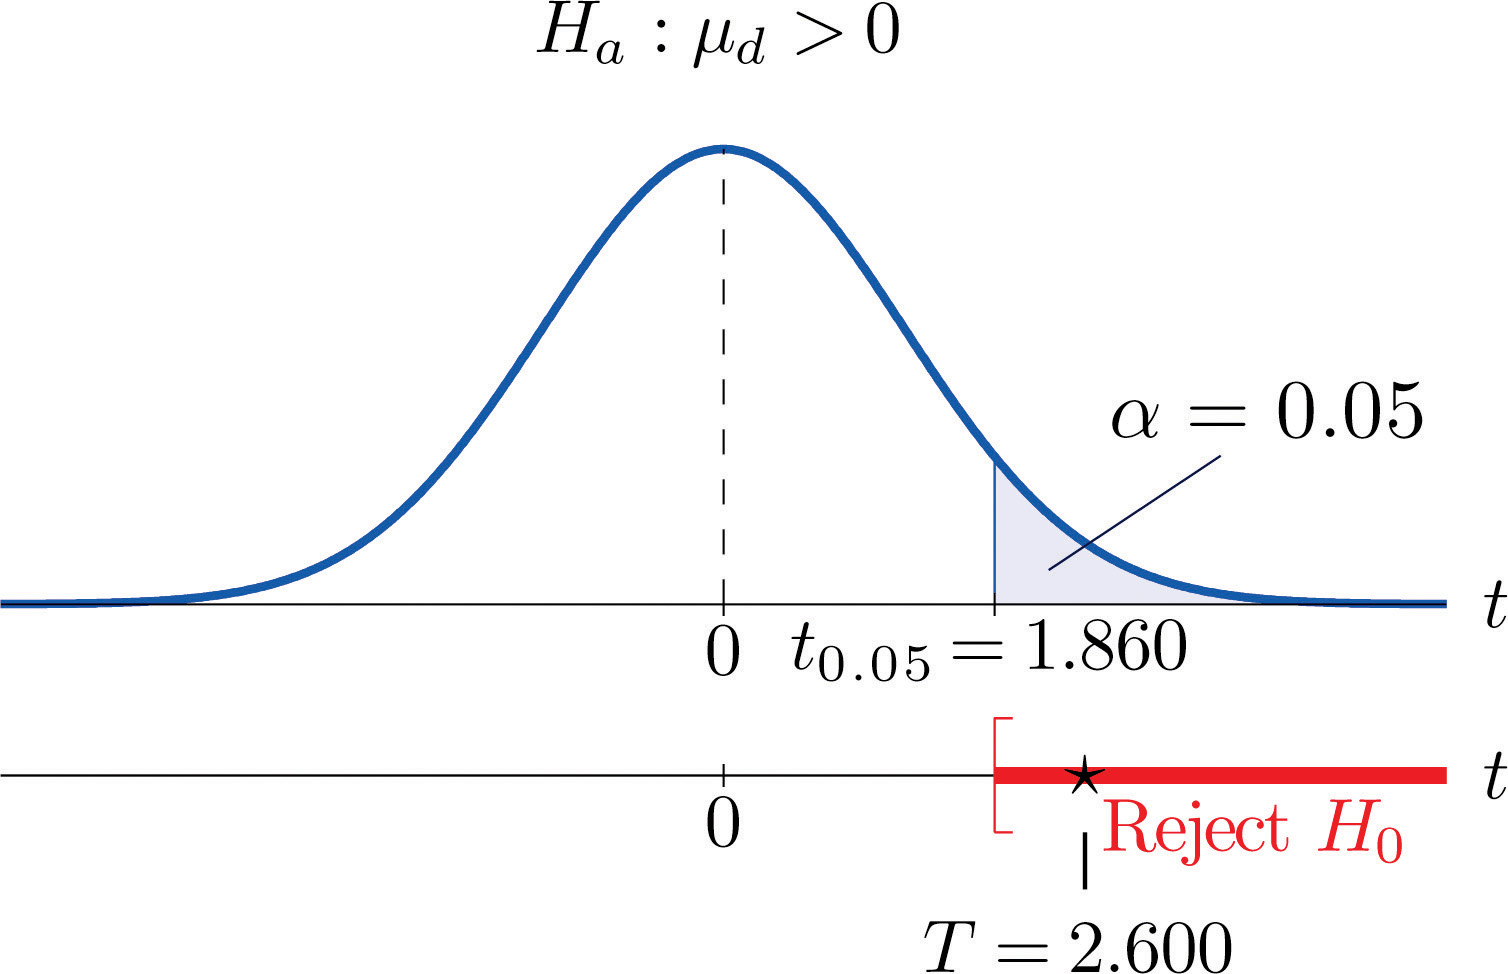 Hₐ : μ_d > 0
α = 0.05
t
0
t₀.₀₅ = 1.860
t
0
Reject H₀
T = 2.600